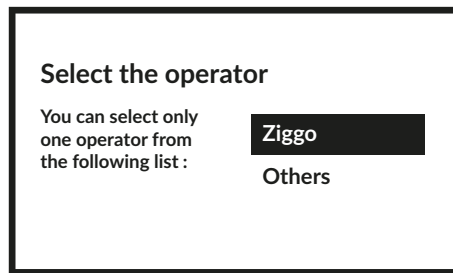 Select the operator
You can select only
one operator from
the following list :
Ziggo
Others